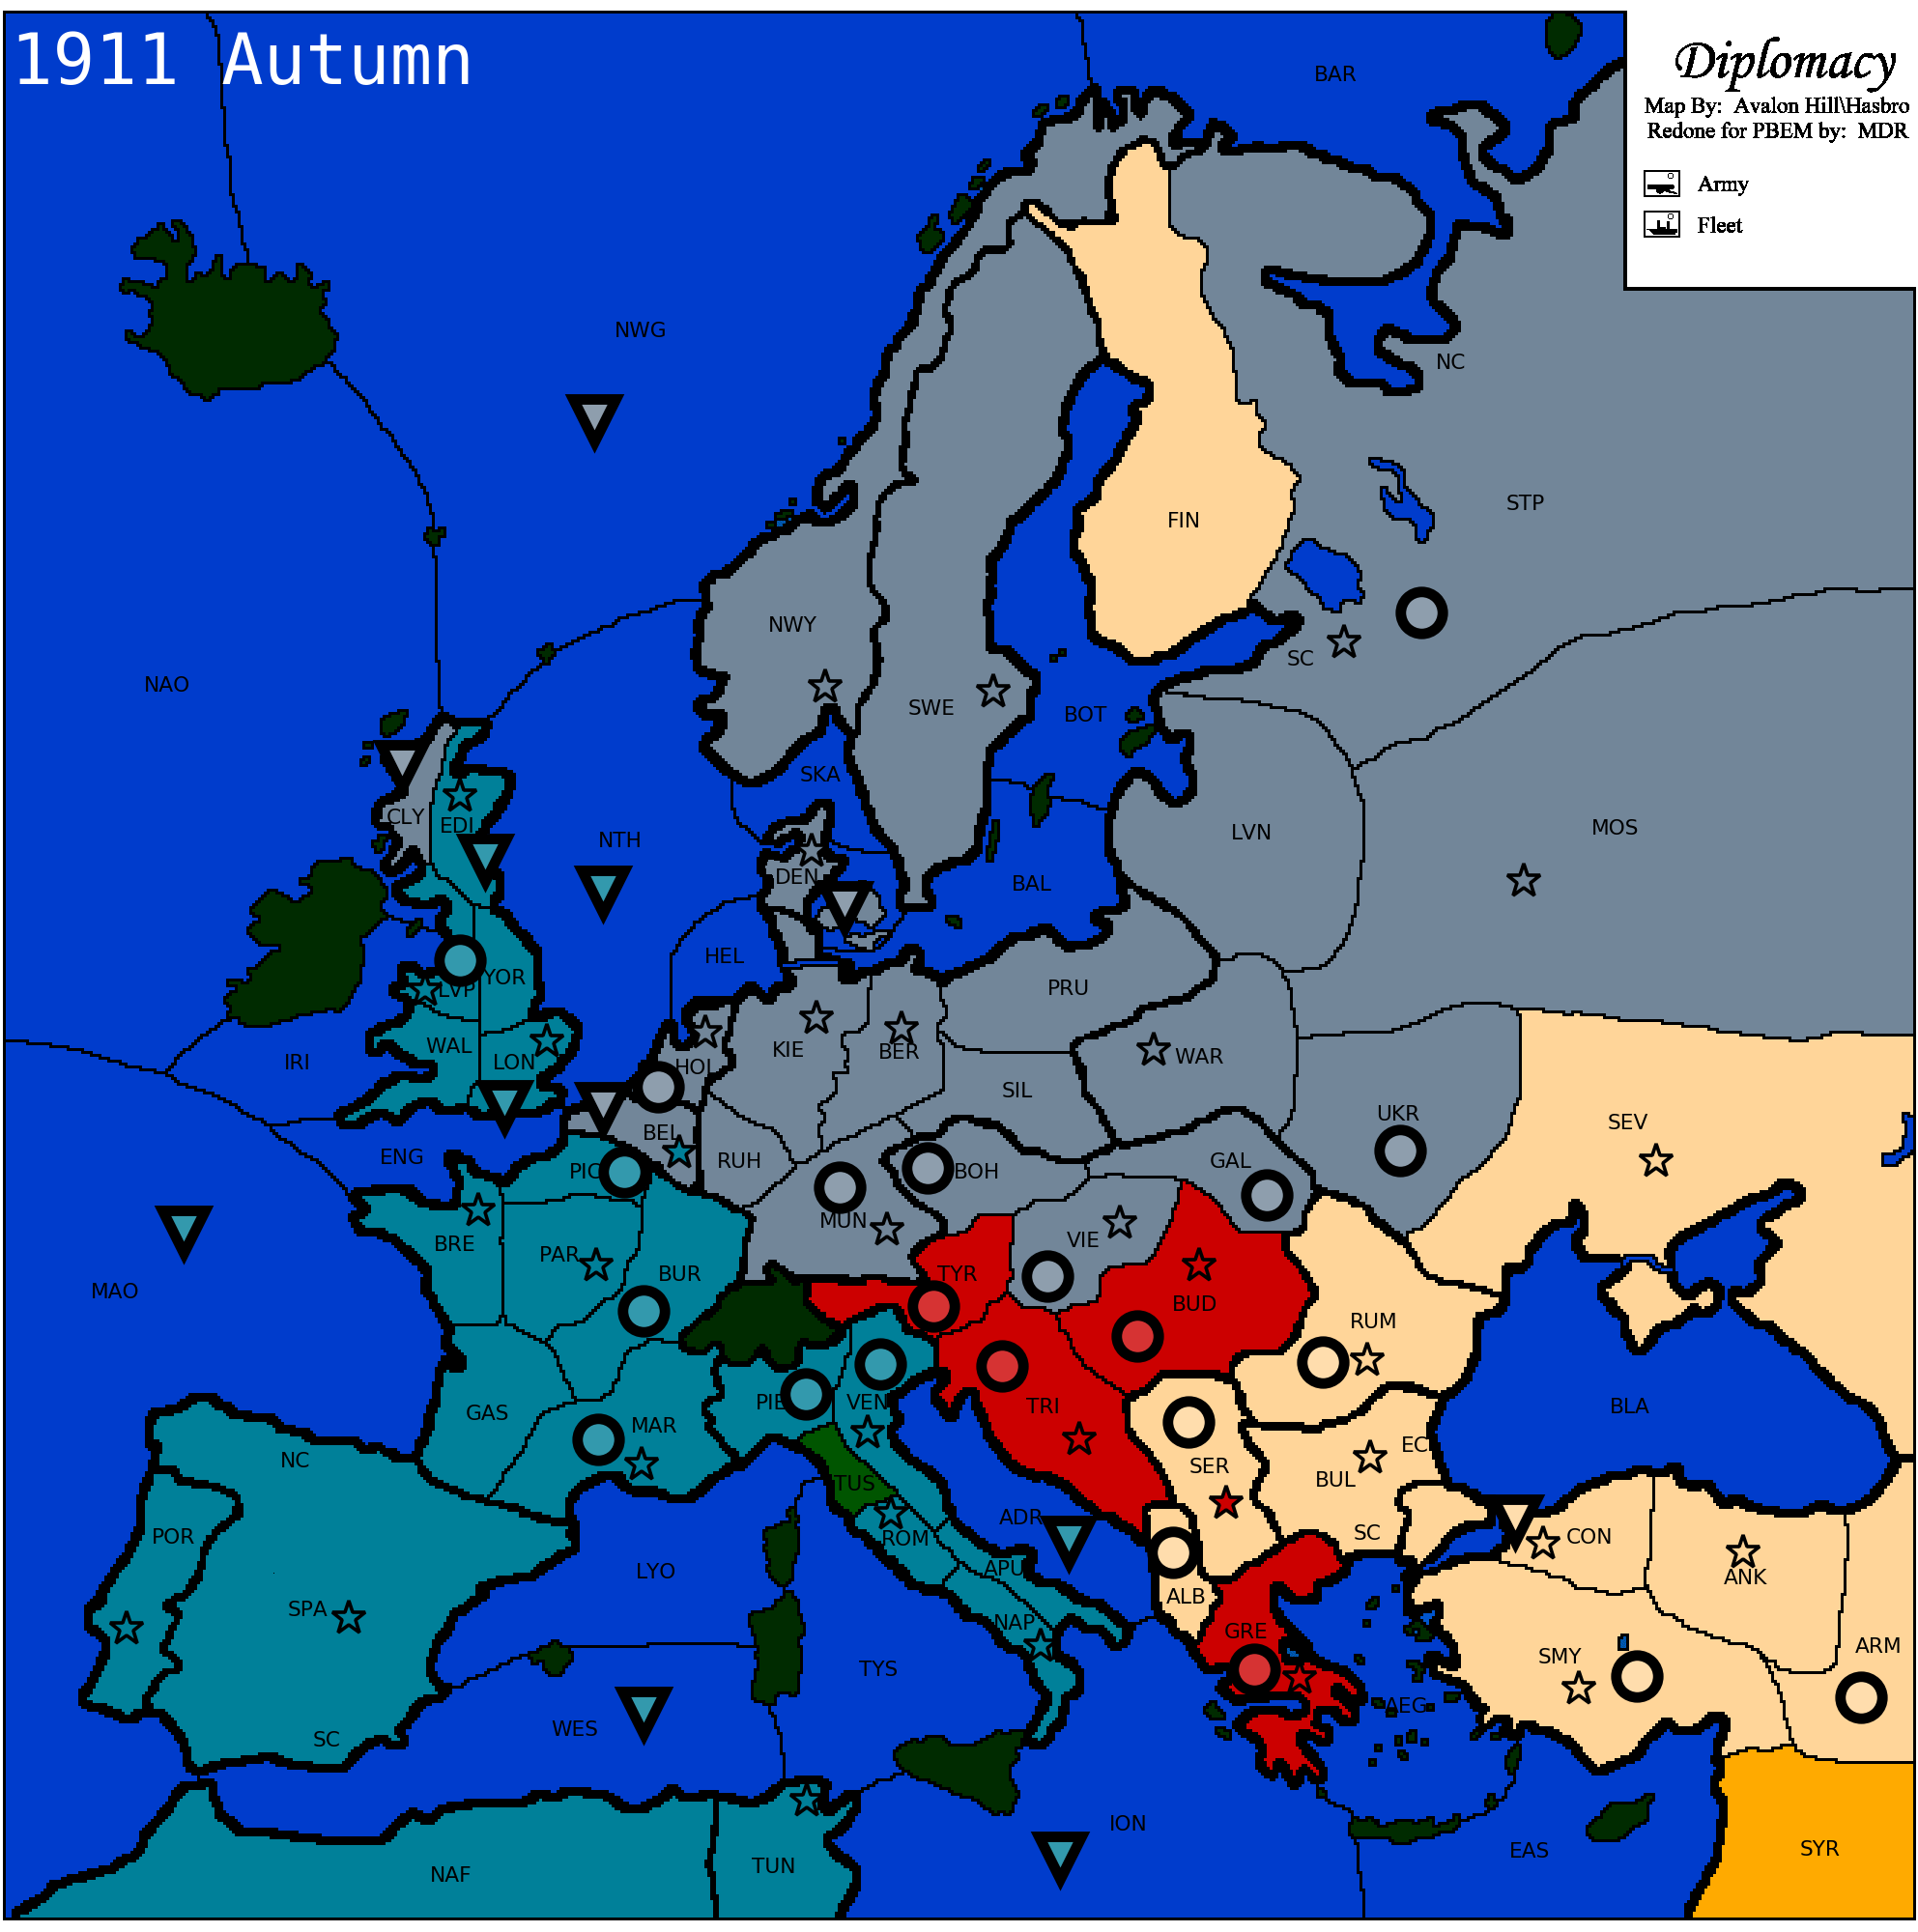 1911 Autumn
Diplomacy
Map By: Avalon Hill\Hasbro
Redone for PBEM by: MDR
Army
Fleet
BAR
NWG
NC
STP
FIN
NAO
NWY
SC
SWE
BOT
SKA
CLY
EDI
NTH
LVN
MOS
DEN
BAL
HEL
LVP
YOR
PRU
IRI
WAL
LON
HOL
KIE
BER
WAR
SIL
UKR
SEV
ENG
PIC
BEL
RUH
BOH
GAL
MUN
BRE
PAR
BUR
VIE
TYR
BUD
MAO
RUM
GAS
MAR
PIE
VEN
TRI
BLA
NC
TUS
SER
BUL
EC
POR
ROM
ADR
SC
CON
SPA
LYO
APU
ALB
ANK
NAP
GRE
SMY
ARM
TYS
AEG
SC
WES
ION
EAS
SYR
NAF
TUN